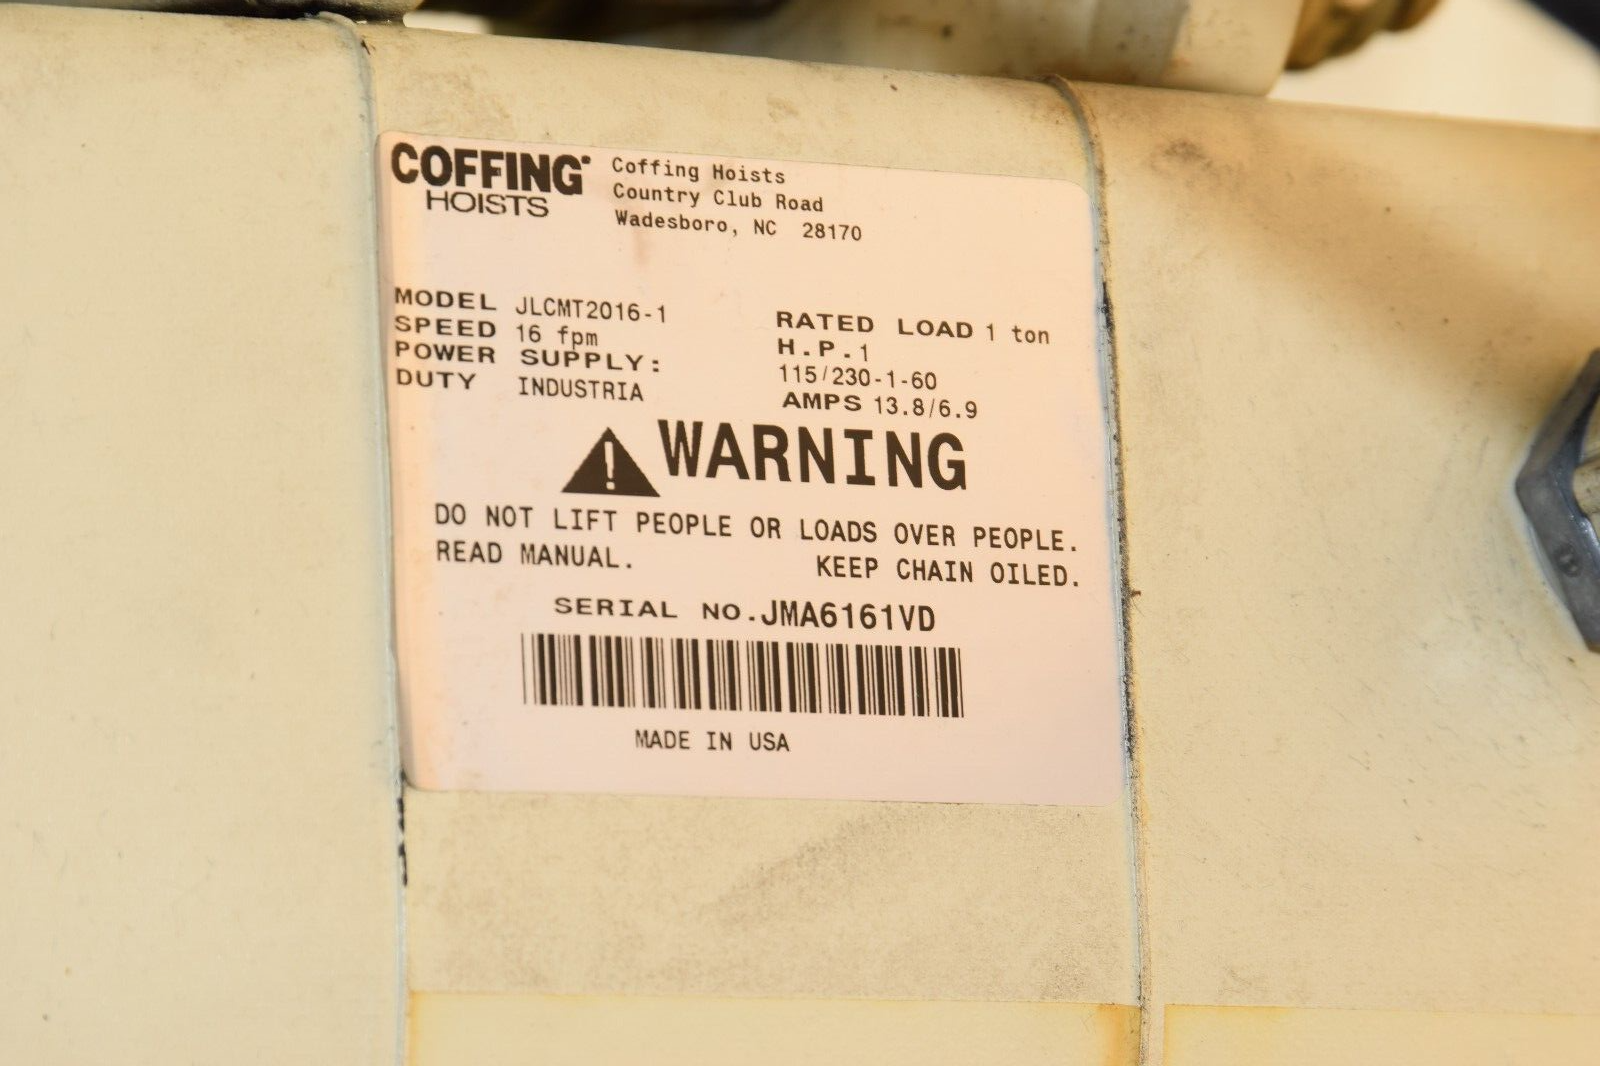 COFFING
HOISTS
Coffing Hoists
Country Club Road
Wadesboro, NC 28170
MODEL JLCMT2016-1 RATED LOAD 1 ton
SPEED 16 fpm H.P. 1
POWER SUPPLY: 115/230-1-60
DUTY INDUSTRIA AMPS 13.8/6.9
WARNING
DO NOT LIFT PEOPLE OR LOADS OVER PEOPLE.
READ MANUAL. KEEP CHAIN OILED.
SERIAL NO. JMA6161VD
MADE IN USA